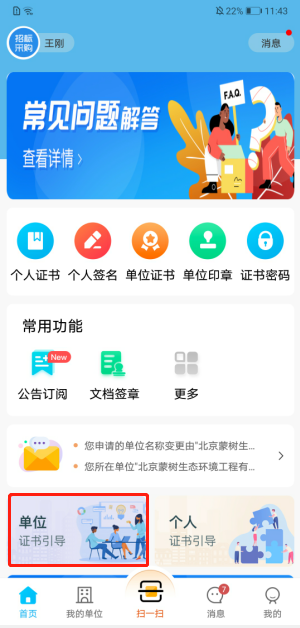 22% 11:43
招标
采购
王刚
消息
常见问题解答
查看详情 〉
F.A.Q.
个人证书 个人签名 单位证书 单位印章 证书密码
常用功能
New
公告订阅 文档签章 更多
您申请的单位名称变更由"北京蒙树生...
您所在单位"北京蒙树生态环境工程有...
单位 个人
证书引导 证书引导
7
首页 我的单位 扫一扫 消息 我的